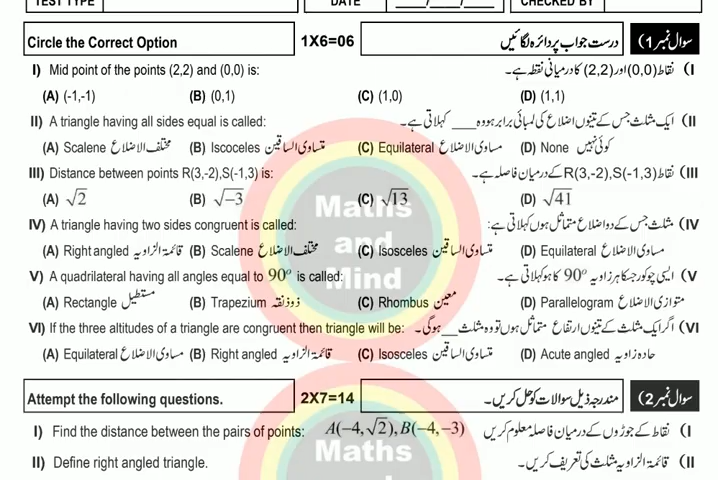 TEST TYPE DATE ____/____/____ CHECKED BY
Circle the Correct Option 1X6=06 درست جواب پر دائرہ لگائیں سوال نمبر 1)
I) Mid point of the points (2,2) and (0,0) is: نقاط (0,0) اور (2,2) کا درمیانی نقطہ ہے۔ (I
(A) (-1,-1) (B) (0,1) (C) (1,0) (D) (1,1)
II) A triangle having all sides equal is called: ایک مثلث جس کے تینوں اضلاع کی لمبائی برابر ہو وہ ___ کہلاتی ہے۔ (II
(A) Scalene مختلف الاضلاع (B) Iscoceles متساوی الساقین (C) Equilateral مساوی الاضلاع (D) None کوئی نہیں
III) Distance between points R(3,-2),S(-1,3) is: نقاط R(3,-2),S(-1,3) کے درمیان فاصلہ ہے۔ (III
(A) √2 (B) √-3 (C) √13 (D) √41
IV) A triangle having two sides congruent is called: مثلث جس کے دو اضلاع متماثل ہوں کہلاتی ہے: (IV
(A) Right angled قائمۃ الزاویہ (B) Scalene مختلف الاضلاع (C) Isosceles متساوی الساقین (D) Equilateral مساوی الاضلاع
V) A quadrilateral having all angles equal to 90° is called: ایسی چوکور جسکا ہر زاویہ 90° کا ہو کہلاتی ہے۔ (V
(A) Rectangle مستطیل (B) Trapezium ذوذنقہ (C) Rhombus معین (D) Parallelogram متوازی الاضلاع
VI) If the three altitudes of a triangle are congruent then triangle will be: اگر ایک مثلث کے تینوں ارتفاع متماثل ہوں تو وہ مثلث __ ہوگی۔ (VI
(A) Equilateral مساوی الاضلاع (B) Right angled قائمۃ الزاویہ (C) Isosceles متساوی الساقین (D) Acute angled حادہ زاویہ
Attempt the following questions. 2X7=14 مندرجہ ذیل سوالات کو حل کریں۔ سوال نمبر 2)
I) Find the distance between the pairs of points: A(−4,√2),B(−4,−3) نقاط کے جوڑوں کے درمیان فاصلہ معلوم کریں (I
II) Define right angled triangle. قائمۃ الزاویہ مثلث کی تعریف کریں۔ (II
Maths
and
Mind
Maths